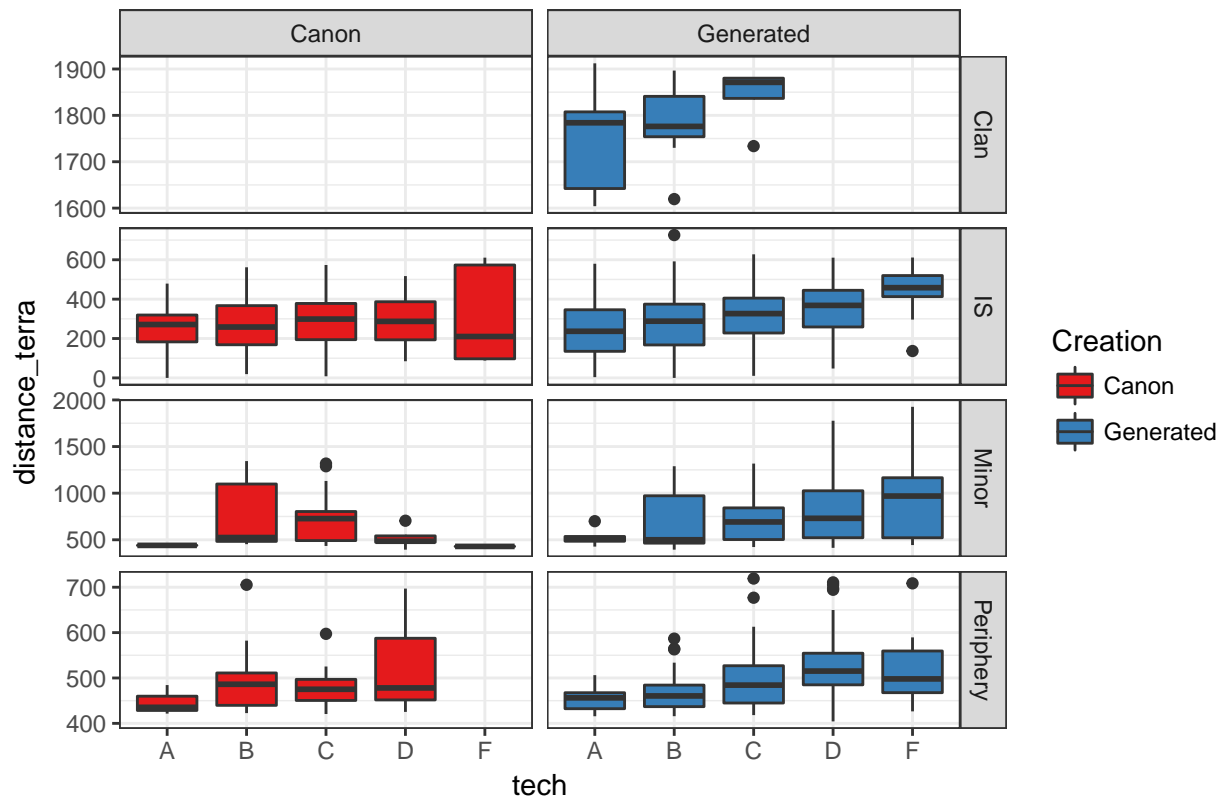 Canon
Generated
1900
1800
1700
1600
Clan
600
400
200
0
IS
2000
1500
1000
500
Minor
700
600
500
400
Periphery
A B C D F
A B C D F
tech
distance_terra
Creation
Canon
Generated